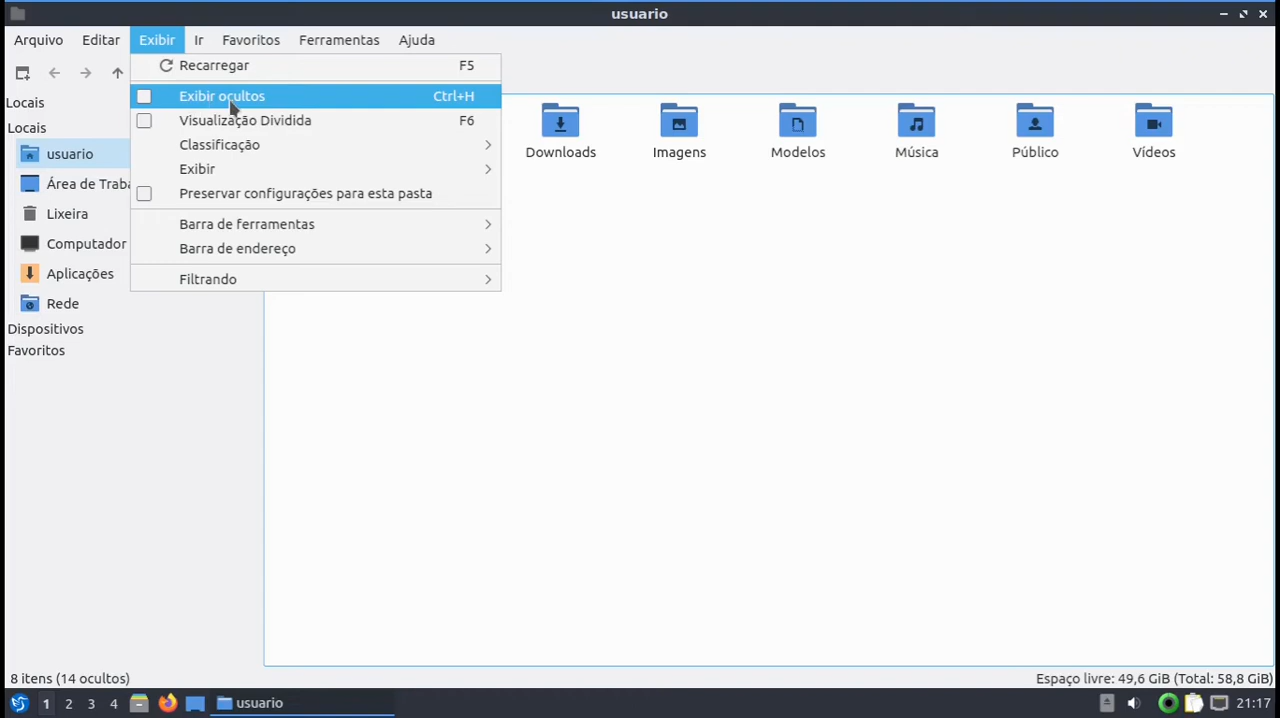 usuario
Arquivo Editar Exibir Ir Favoritos Ferramentas Ajuda
Recarregar F5
Exibir ocultos Ctrl+H
Visualização Dividida F6
Classificação
Exibir
Preservar configurações para esta pasta
Barra de ferramentas
Barra de endereço
Filtrando
Locais
Locais
usuario
Área de Traba
Lixeira
Computador
Aplicações
Rede
Dispositivos
Favoritos
Downloads Imagens Modelos Música Público Vídeos
8 itens (14 ocultos) Espaço livre: 49,6 GiB (Total: 58,8 GiB)
1 2 3 4 usuario 21:17